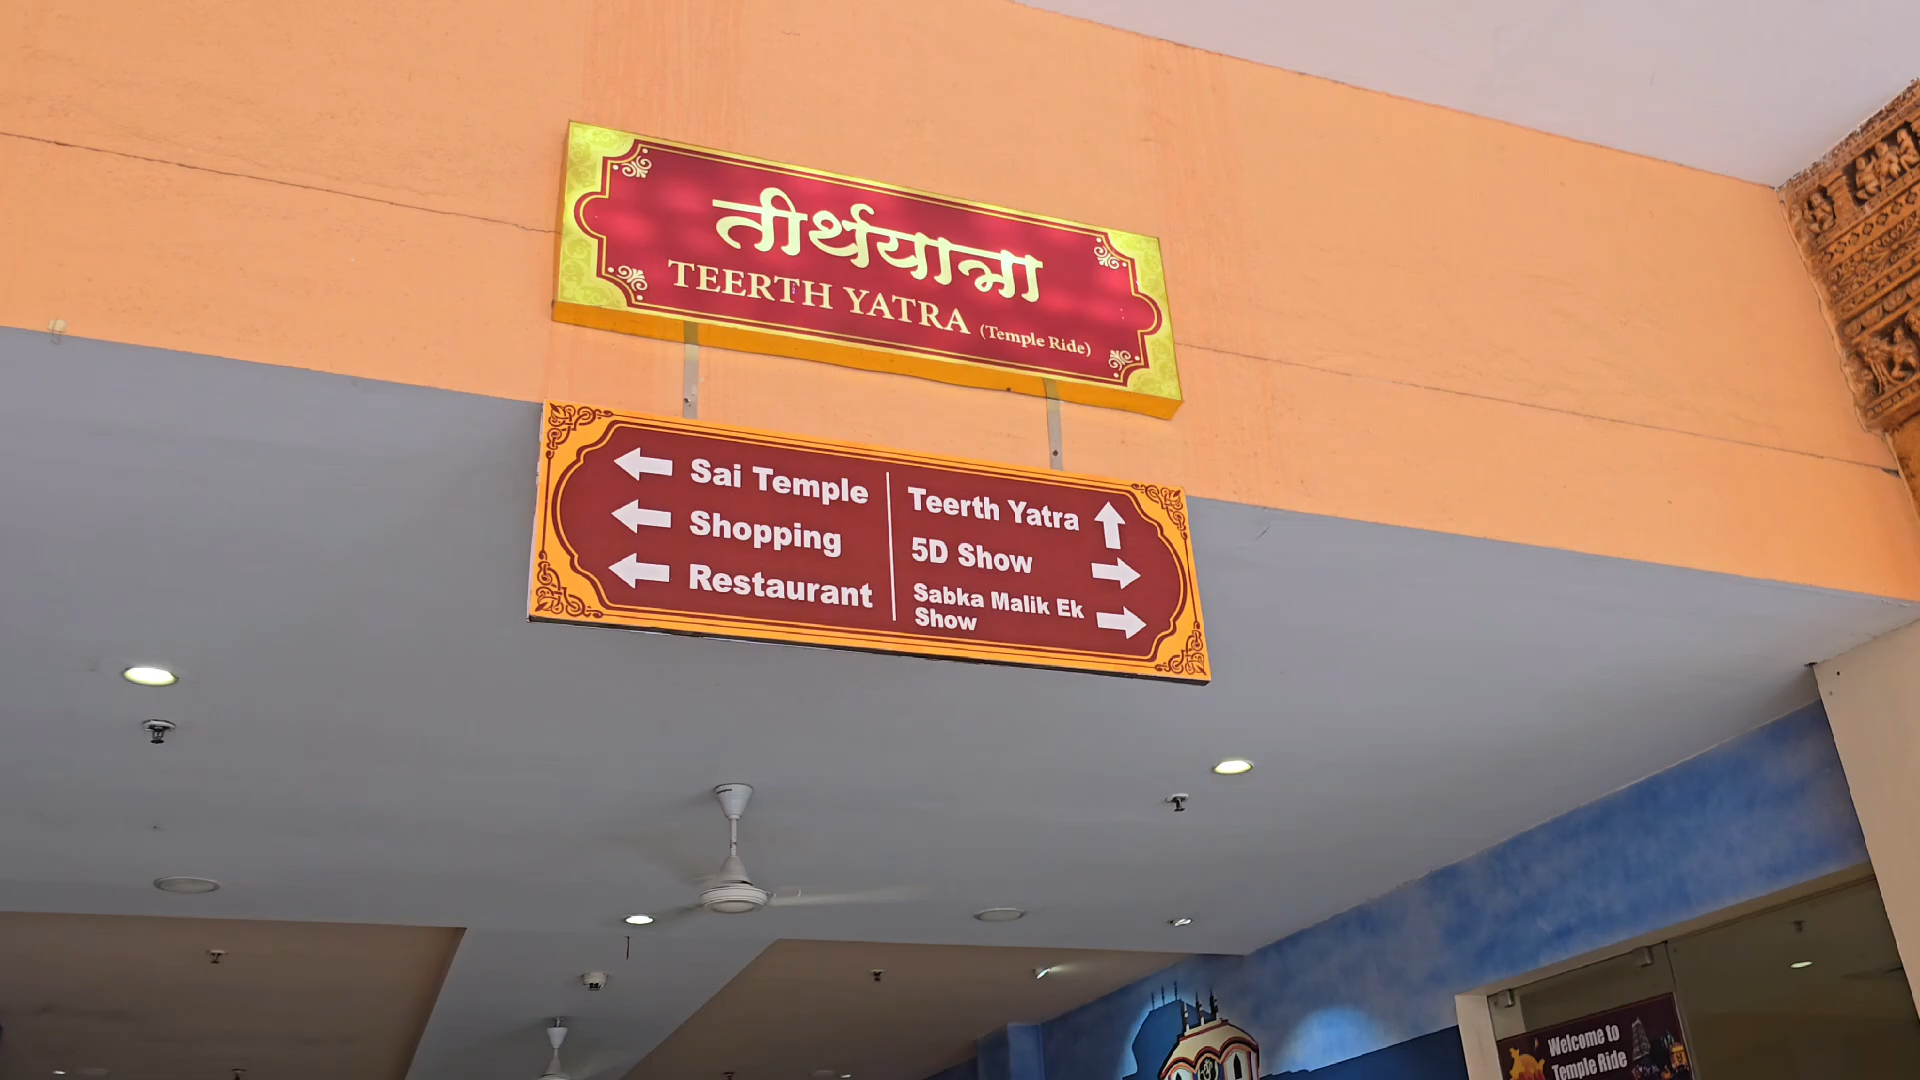 तीर्थयात्रा
TEERTH YATRA (Temple Ride)
Sai Temple
Shopping
Restaurant
Teerth Yatra
5D Show
Sabka Malik Ek
Show
Welcome to
Temple Ride